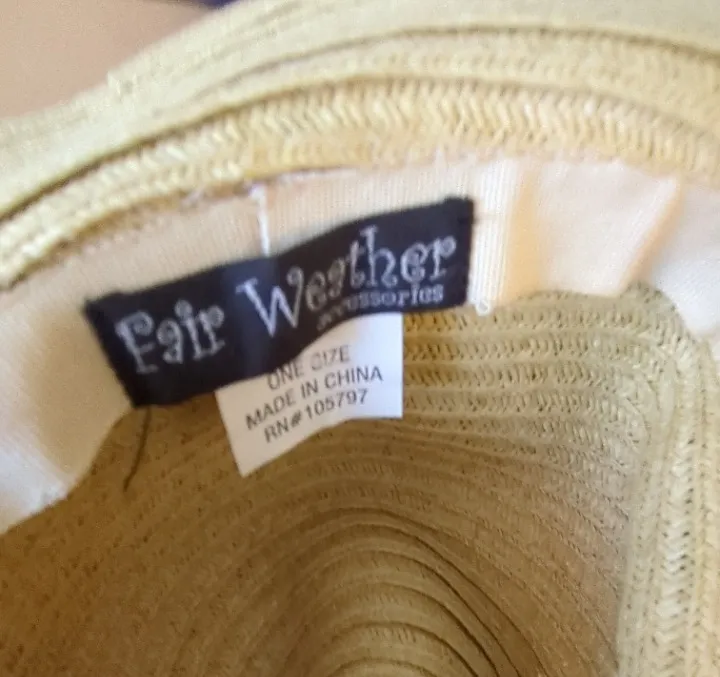 Fair Weather
accessories
ONE SIZE
MADE IN CHINA
RN#105797